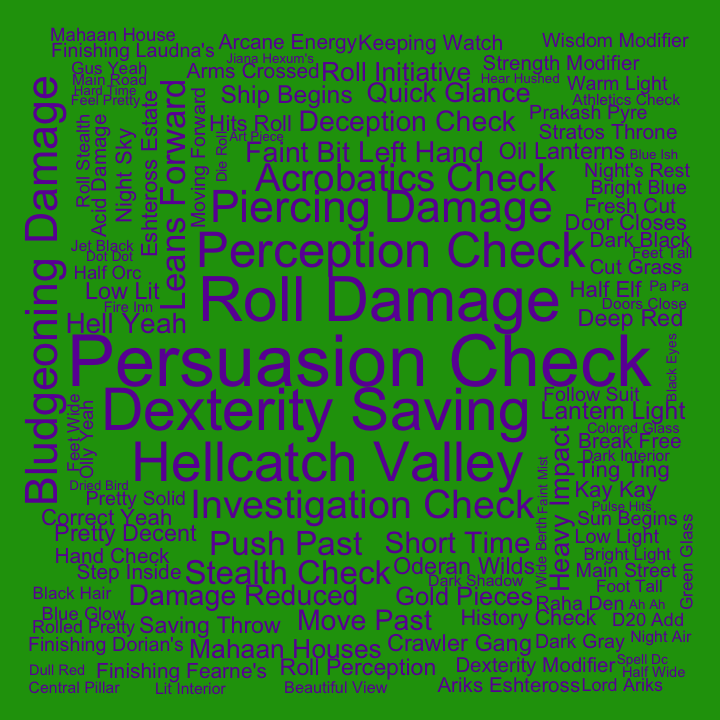 Mahaan House
Finishing Laudna's
Arcane Energy
Keeping Watch
Wisdom Modifier
Jiana Hexum's
Gus Yeah
Main Road
Hard Time
Feel Pretty
Arms Crossed
Roll Initiative
Strength Modifier
Hear Hushed
Warm Light
Ship Begins
Quick Glance
Athletics Check
Prakash Pyre
Hits Roll
Deception Check
Stratos Throne
Art Piece
Die Roll
Faint Bit Left Hand
Oil Lanterns
Blue Ish
Night's Rest
Acrobatics Check
Bright Blue
Piercing Damage
Fresh Cut
Door Closes
Bludgeoning Damage
Roll Stealth
Acid Damage
Night Sky
Eshteross Estate
Leans Forward
Moving Forward
Perception Check
Dark Black
Feet Tall
Jet Black
Dot Dot
Half Orc
Cut Grass
Low Lit
Roll Damage
Half Elf
Pa Pa
Doors Close
Fire Inn
Hell Yeah
Deep Red
Persuasion Check
Black Eyes
Feet Wide
Olly Yeah
Dexterity Saving
Follow Suit
Lantern Light
Colored Glass
Break Free
Hellcatch Valley
Dark Interior
Ting Ting
Dried Bird
Pretty Solid
Investigation Check
Faint Mist
Wide Berth
Heavy Impact
Kay Kay
Pulse Hits
Correct Yeah
Sun Begins
Pretty Decent
Push Past
Short Time
Low Light
Green Glass
Hand Check
Bright Light
Step Inside
Stealth Check
Oderan Wilds
Main Street
Dark Shadow
Foot Tall
Black Hair
Damage Reduced
Gold Pieces
Raha Den
Ah Ah
Blue Glow
Rolled Pretty
Saving Throw
Move Past
History Check
D20 Add
Finishing Dorian's
Mahaan Houses
Crawler Gang
Dark Gray
Night Air
Dull Red
Finishing Fearne's
Roll Perception
Dexterity Modifier
Spell Dc
Half Wide
Central Pillar
Lit Interior
Beautiful View
Ariks Eshteross
Lord Ariks